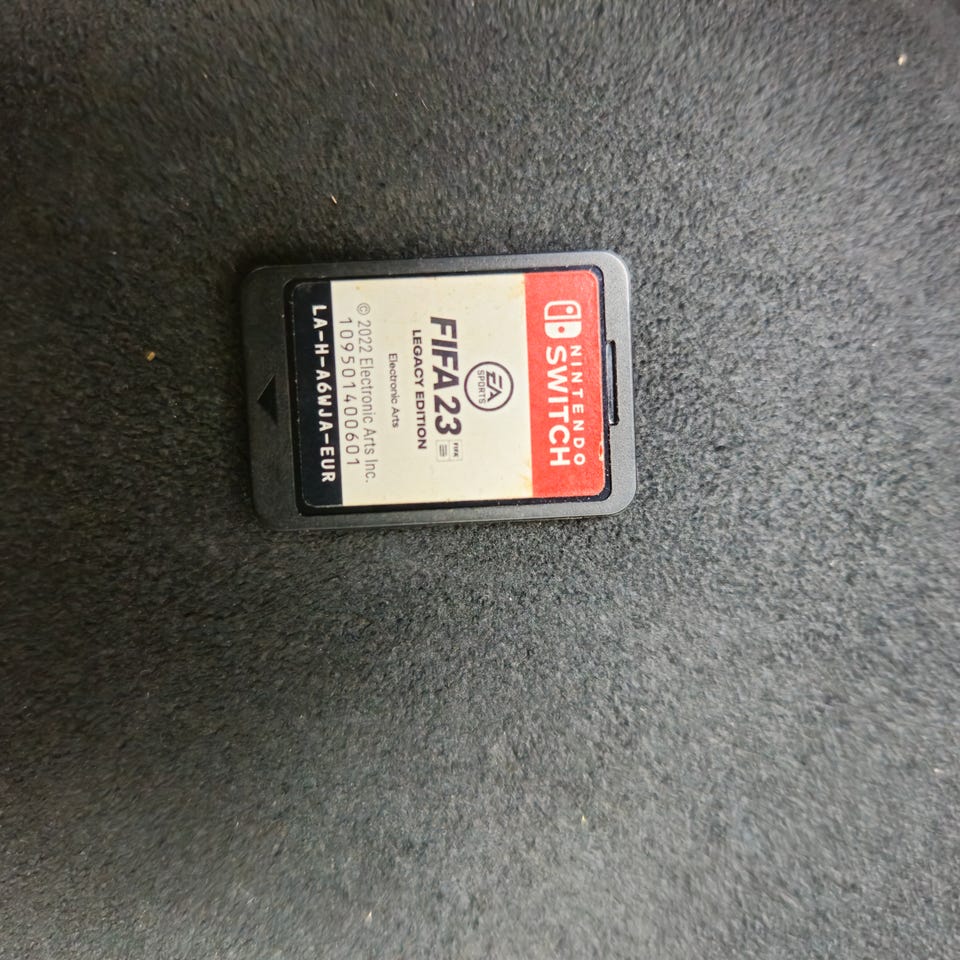 NINTENDO
SWITCH
EA
SPORTS
FIFA 23
LEGACY EDITION
Electronic Arts
© 2022 Electronic Arts Inc.
109501400601
LA-H-A6WJA-EUR